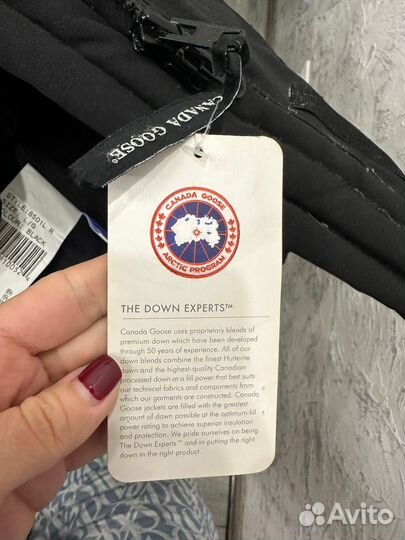 CANADA GOOSE®
CANADA GOOSE
ARCTIC PROGRAM
THE DOWN EXPERTS™
Canada Goose uses proprietary blends of
premium down which have been developed
through 50 years of experience. All of our
down blends combine the finest Hutterite
down and the highest-quality Canadian
processed down at a fill power that best suits
our technical fabrics and components from
which our garments are constructed. Canada
Goose jackets are filled with the greatest
amount of down possible at the optimum fill
power rating to achieve superior insulation
and protection. We pride ourselves on being
The Down Experts™ and in putting the right
down in the right product.
STYLE: 8501L R
BLACK
Avito